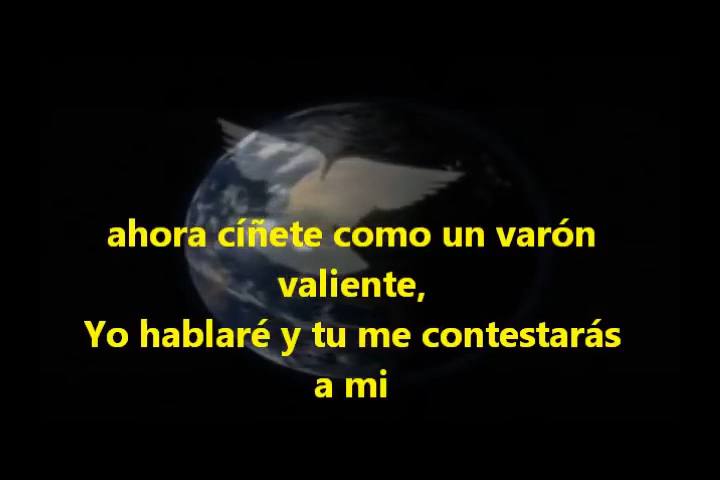 ahora cíñete como un varón
valiente,
Yo hablaré y tu me contestarás
a mi